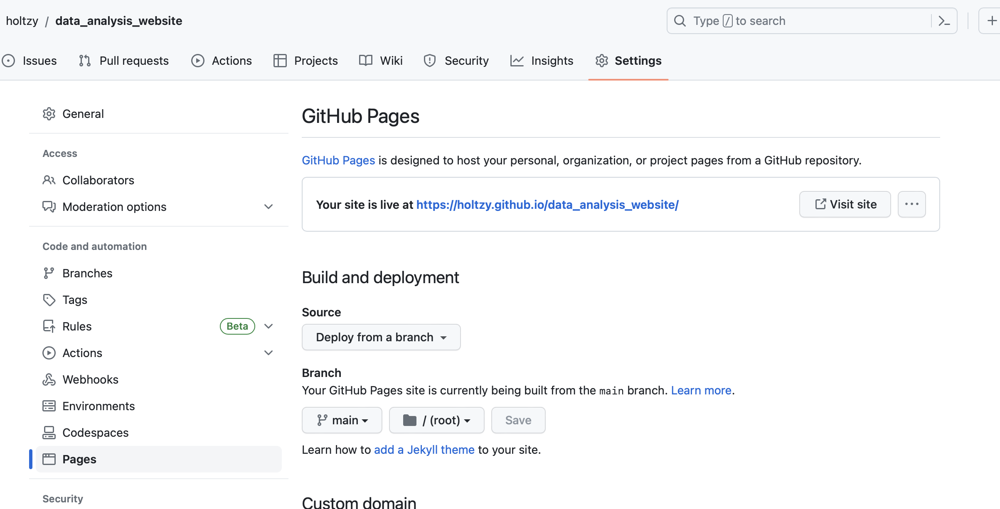 holtzy / data_analysis_website
Type / to search
Issues Pull requests Actions Projects Wiki Security Insights Settings
General
Access
Collaborators
Moderation options
Code and automation
Branches
Tags
Rules Beta
Actions
Webhooks
Environments
Codespaces
Pages
Security
GitHub Pages
GitHub Pages is designed to host your personal, organization, or project pages from a GitHub repository.
Your site is live at https://holtzy.github.io/data_analysis_website/ Visit site
Build and deployment
Source
Deploy from a branch
Branch
Your GitHub Pages site is currently being built from the main branch. Learn more.
main / (root) Save
Learn how to add a Jekyll theme to your site.
Custom domain